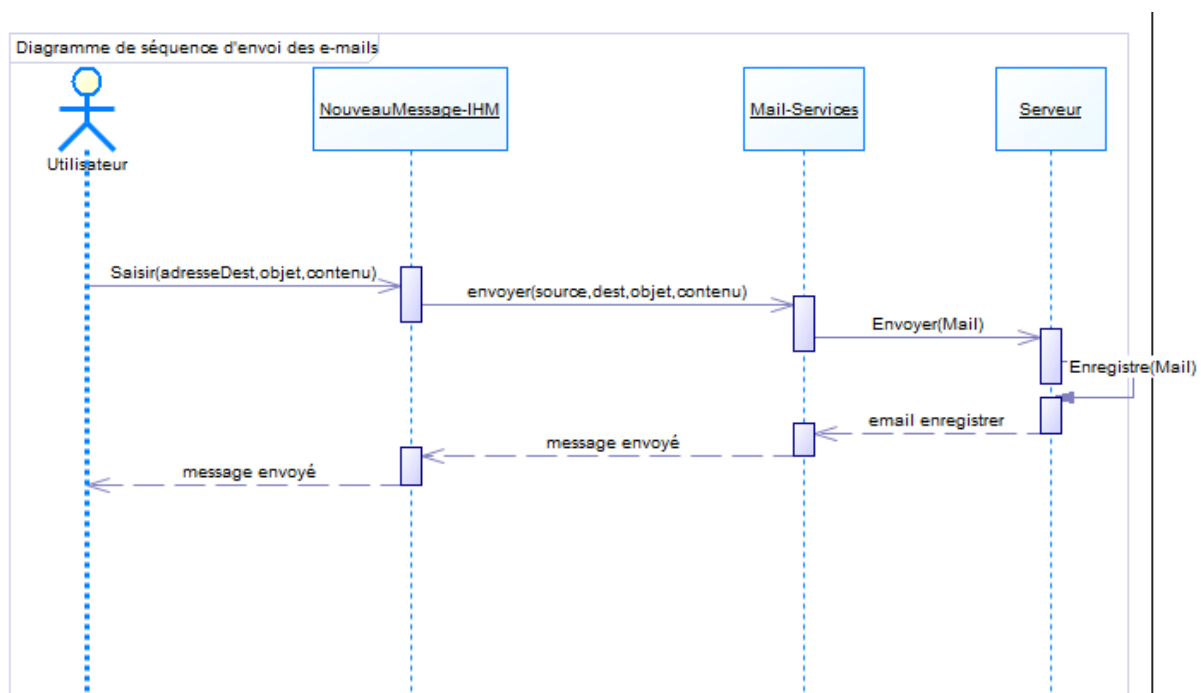 Diagramme de séquence d'envoi des e-mails
Utilisateur
NouveauMessage-IHM
Mail-Services
Serveur
Saisir(adresseDest,objet,contenu)
envoyer(source,dest,objet,contenu)
Envoyer(Mail)
Enregistre(Mail)
email enregistrer
message envoyé
message envoyé